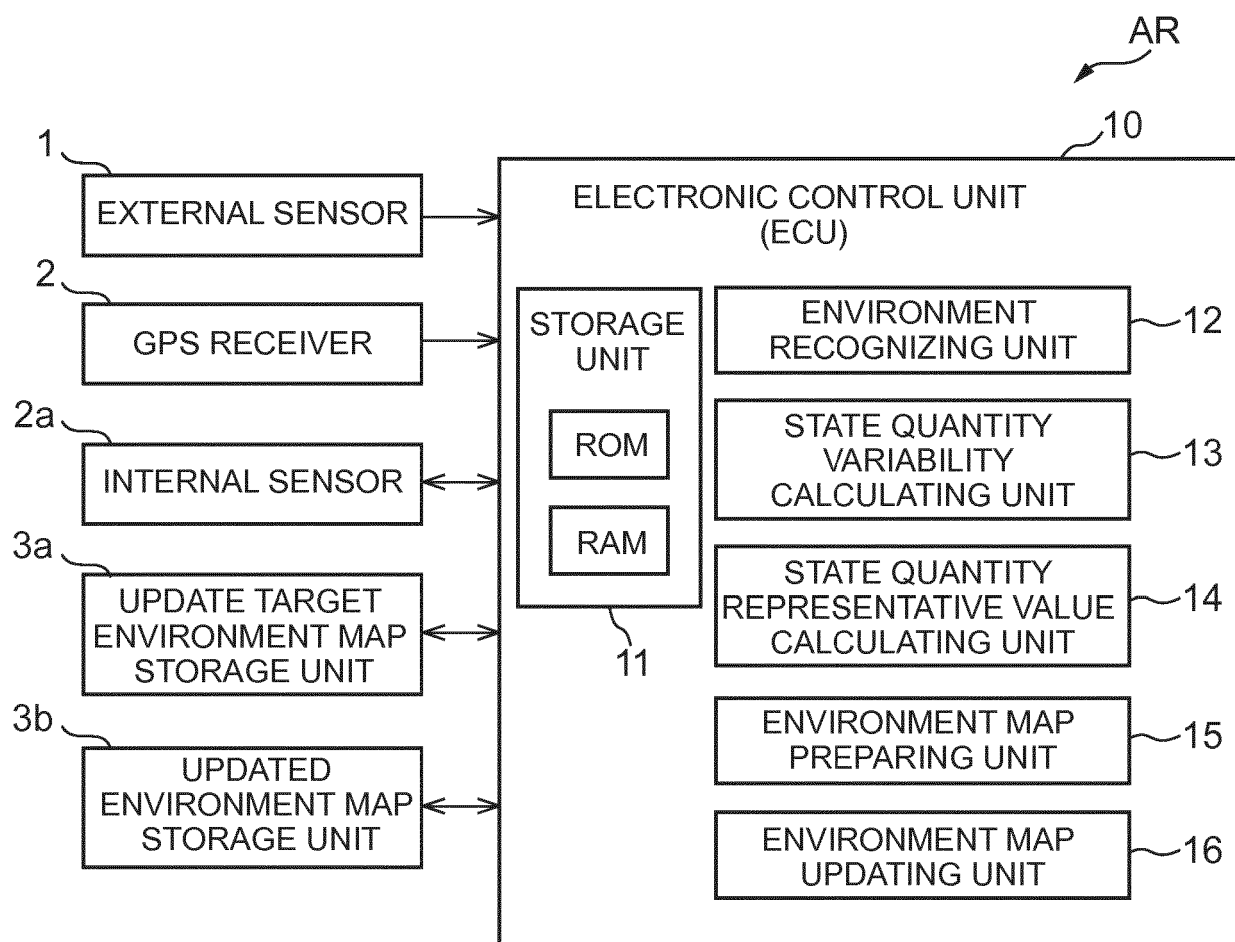 AR
10
1
EXTERNAL SENSOR
2
GPS RECEIVER
2a
INTERNAL SENSOR
3a
UPDATE TARGET
ENVIRONMENT MAP
STORAGE UNIT
3b
UPDATED
ENVIRONMENT MAP
STORAGE UNIT
ELECTRONIC CONTROL UNIT
(ECU)
STORAGE
UNIT
ROM
RAM
11
ENVIRONMENT
RECOGNIZING UNIT
12
STATE QUANTITY
VARIABILITY
CALCULATING UNIT
13
STATE QUANTITY
REPRESENTATIVE VALUE
CALCULATING UNIT
14
ENVIRONMENT MAP
PREPARING UNIT
15
ENVIRONMENT MAP
UPDATING UNIT
16